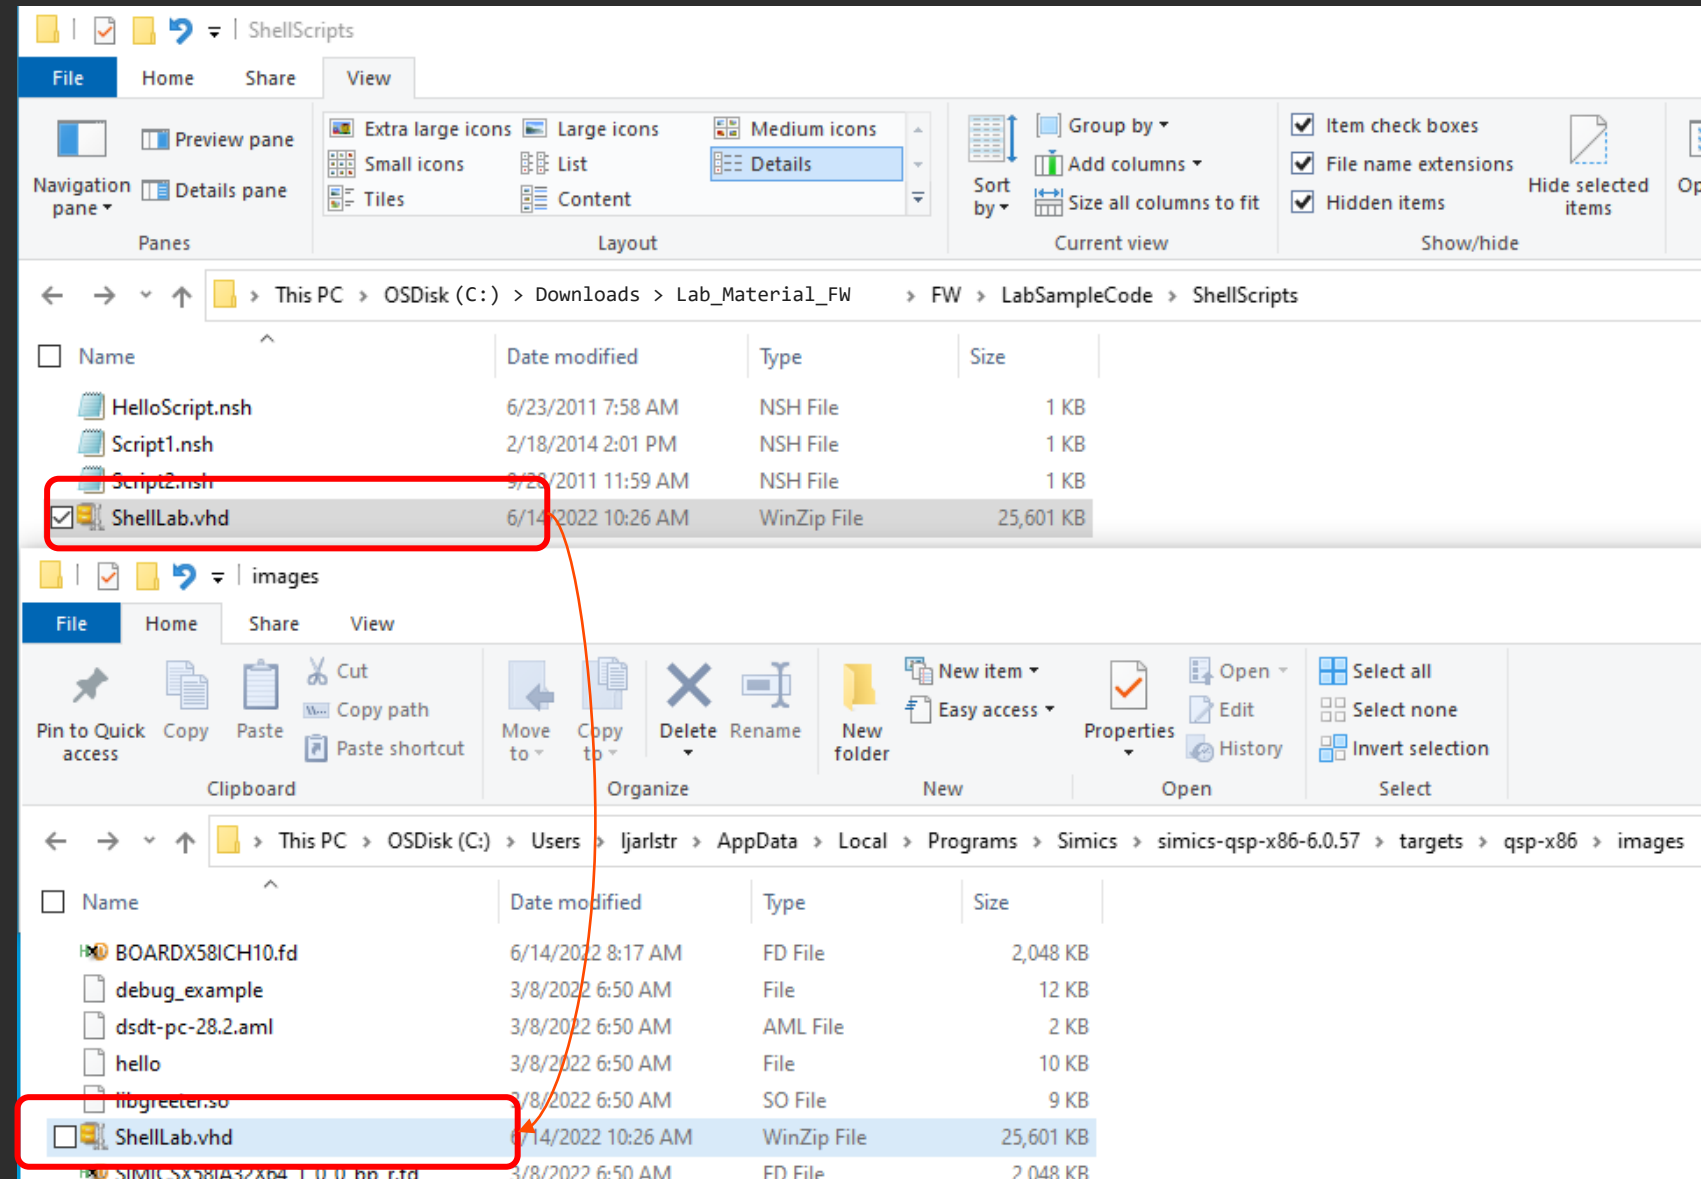 ShellScripts
File Home Share View
Extra large icons Large icons Medium icons
Preview pane
Small icons List Details
Details pane
Tiles Content
Navigation pane
Panes
Layout
Sort by
Group by
Add columns
Size all columns to fit
Current view
Item check boxes
File name extensions
Hidden items
Hide selected items
Show/hide
This PC > OSDisk (C:) > Downloads > Lab_Material_FW > FW > LabSampleCode > ShellScripts
Name Date modified Type Size
HelloScript.nsh 6/23/2011 7:58 AM NSH File 1 KB
Script1.nsh 2/18/2014 2:01 PM NSH File 1 KB
Script2.nsh 9/28/2011 11:59 AM NSH File 1 KB
ShellLab.vhd 6/14/2022 10:26 AM WinZip File 25,601 KB
images
File Home Share View
Pin to Quick access
Copy
Paste
Cut
Copy path
Paste shortcut
Clipboard
Move to
Copy to
Delete
Rename
Organize
New folder
New item
Easy access
New
Properties
Open
Edit
History
Open
Select all
Select none
Invert selection
Select
This PC > OSDisk (C:) > Users > ljarlstr > AppData > Local > Programs > Simics > simics-qsp-x86-6.0.57 > targets > qsp-x86 > images
Name Date modified Type Size
BOARDX58ICH10.fd 6/14/2022 8:17 AM FD File 2,048 KB
debug_example 3/8/2022 6:50 AM File 12 KB
dsdt-pc-28.2.aml 3/8/2022 6:50 AM AML File 2 KB
hello 3/8/2022 6:50 AM File 10 KB
libgreeter.so 3/8/2022 6:50 AM SO File 9 KB
ShellLab.vhd 6/14/2022 10:26 AM WinZip File 25,601 KB
3/8/2022 6:50 AM FD File 2,048 KB